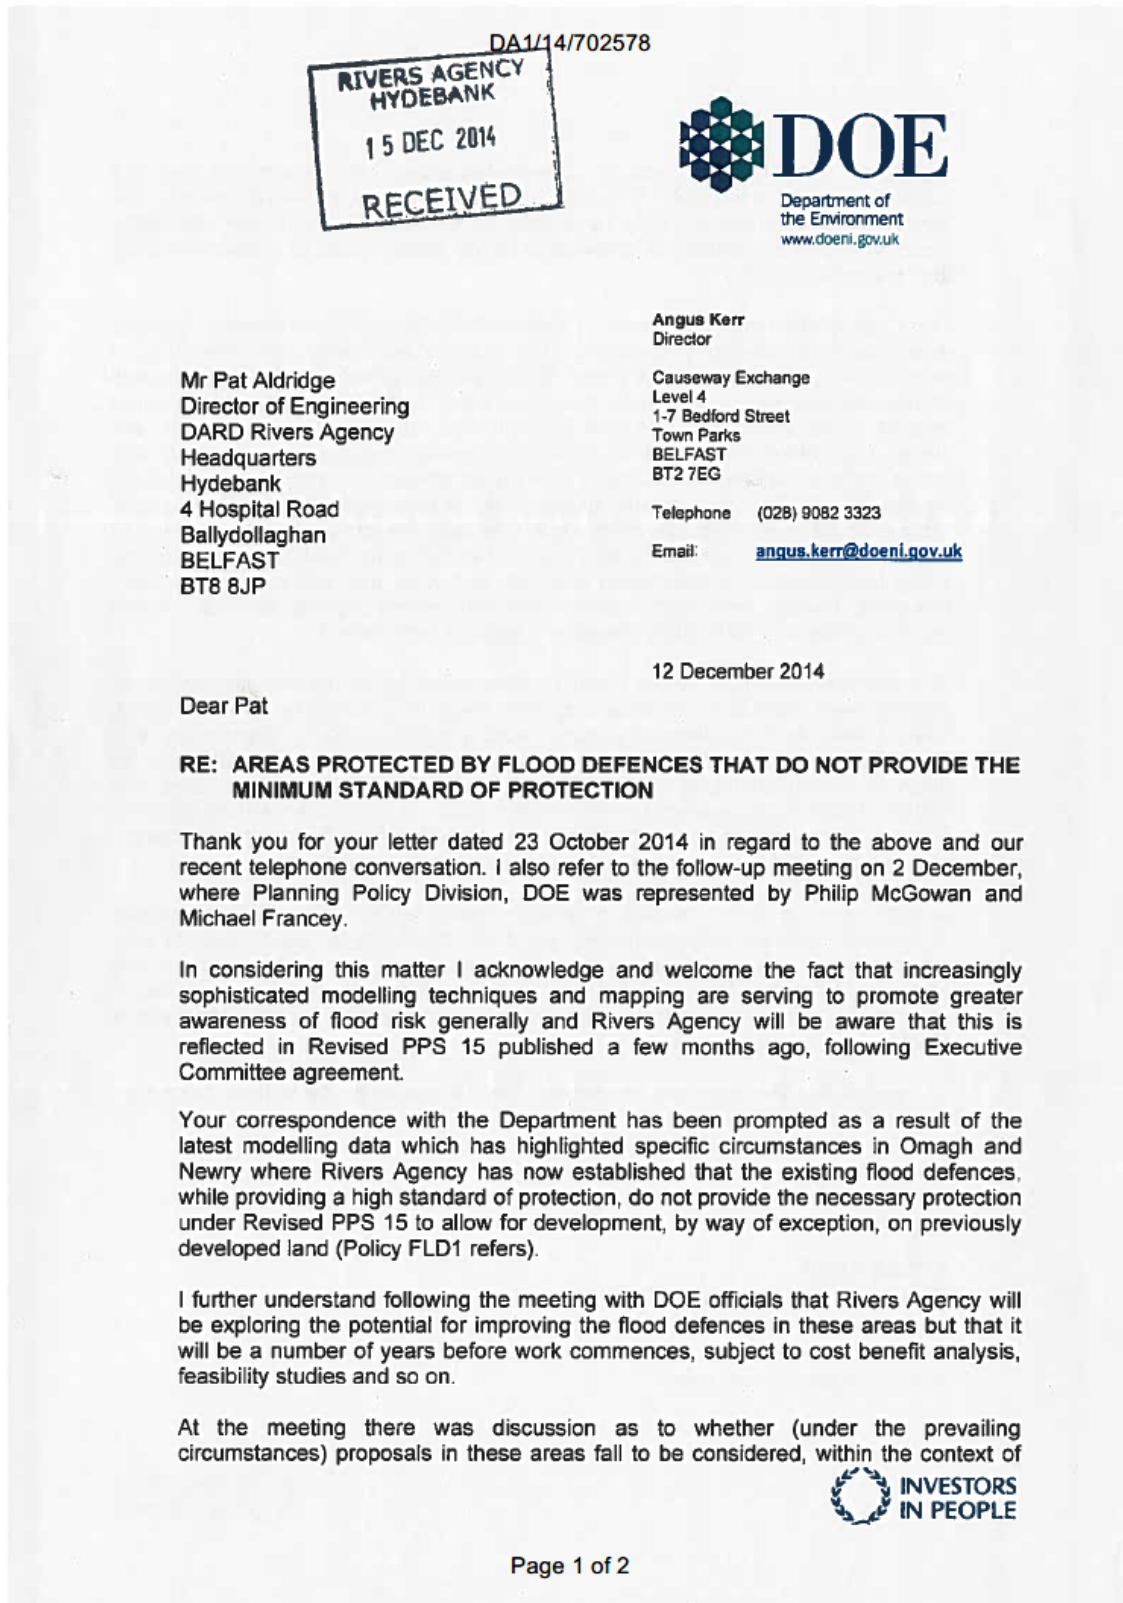 DA1/14/702578
RIVERS AGENCY
HYDEBANK
15 DEC 2014
RECEIVED
DOE
Department of
the Environment
www.doeni.gov.uk
Angus Kerr
Director
Causeway Exchange
Level 4
1-7 Bedford Street
Town Parks
BELFAST
BT2 7EG
Telephone (028) 9082 3323
Email: angus.kerr@doeni.gov.uk
Mr Pat Aldridge
Director of Engineering
DARD Rivers Agency
Headquarters
Hydebank
4 Hospital Road
Ballydollaghan
BELFAST
BT8 8JP
12 December 2014
Dear Pat
RE: AREAS PROTECTED BY FLOOD DEFENCES THAT DO NOT PROVIDE THE
MINIMUM STANDARD OF PROTECTION
Thank you for your letter dated 23 October 2014 in regard to the above and our
recent telephone conversation. I also refer to the follow-up meeting on 2 December,
where Planning Policy Division, DOE was represented by Philip McGowan and
Michael Francey.
In considering this matter I acknowledge and welcome the fact that increasingly
sophisticated modelling techniques and mapping are serving to promote greater
awareness of flood risk generally and Rivers Agency will be aware that this is
reflected in Revised PPS 15 published a few months ago, following Executive
Committee agreement.
Your correspondence with the Department has been prompted as a result of the
latest modelling data which has highlighted specific circumstances in Omagh and
Newry where Rivers Agency has now established that the existing flood defences,
while providing a high standard of protection, do not provide the necessary protection
under Revised PPS 15 to allow for development, by way of exception, on previously
developed land (Policy FLD1 refers).
I further understand following the meeting with DOE officials that Rivers Agency will
be exploring the potential for improving the flood defences in these areas but that it
will be a number of years before work commences, subject to cost benefit analysis,
feasibility studies and so on.
At the meeting there was discussion as to whether (under the prevailing
circumstances) proposals in these areas fall to be considered, within the context of
INVESTORS
IN PEOPLE
Page 1 of 2